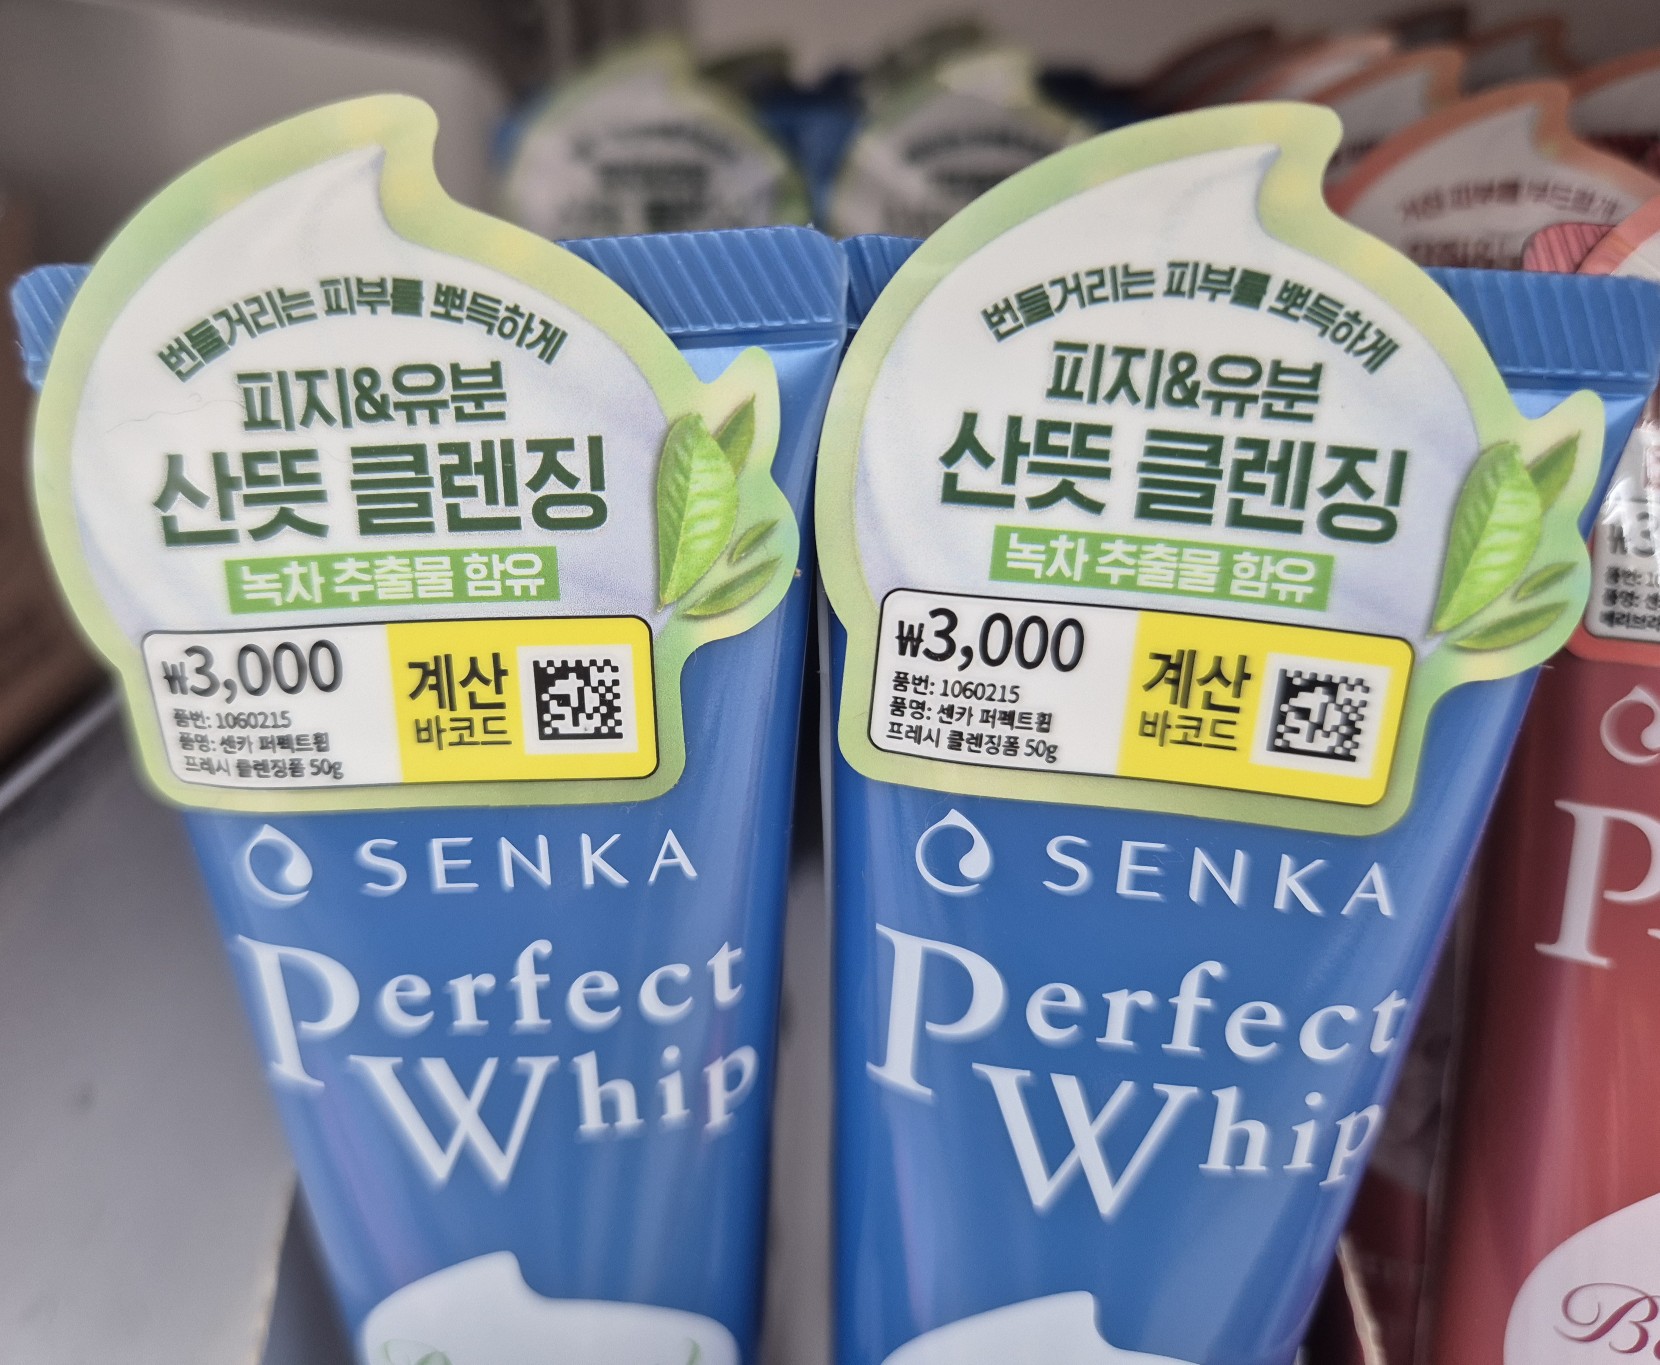 번들거리는 피부를 뽀득하게
피지&유분
산뜻 클렌징
녹차 추출물 함유
₩3,000
품번: 1060215
품명: 센카 퍼펙트휩
프레시 클렌징폼 50g
계산
바코드
SENKA
Perfect
Whip
번들거리는 피부를 뽀득하게
피지&유분
산뜻 클렌징
녹차 추출물 함유
₩3,000
품번: 1060215
품명: 센카 퍼펙트휩
프레시 클렌징폼 50g
계산
바코드
SENKA
Perfect
Whip